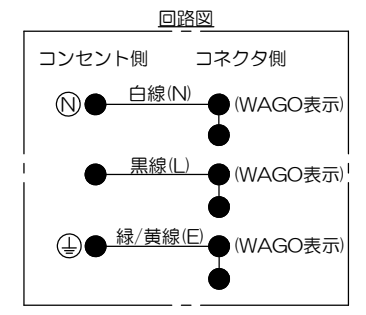 回路図
コンセント側 コネクタ側
N 白線(N) (WAGO表示)
黒線(L) (WAGO表示)
緑/黄線(E) (WAGO表示)